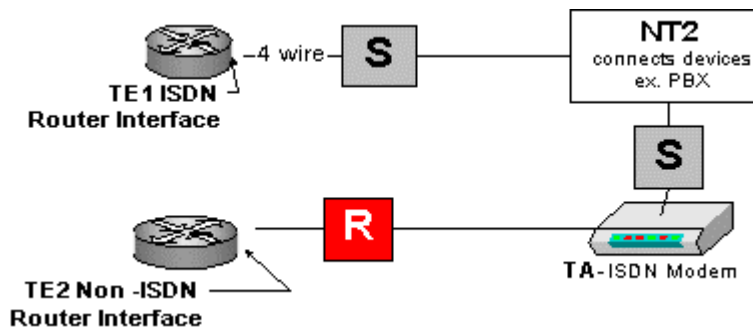 4 wire
S
NT2
connects devices
ex. PBX
TE1 ISDN
Router Interface
S
R
TA-ISDN Modem
TE2 Non -ISDN
Router Interface